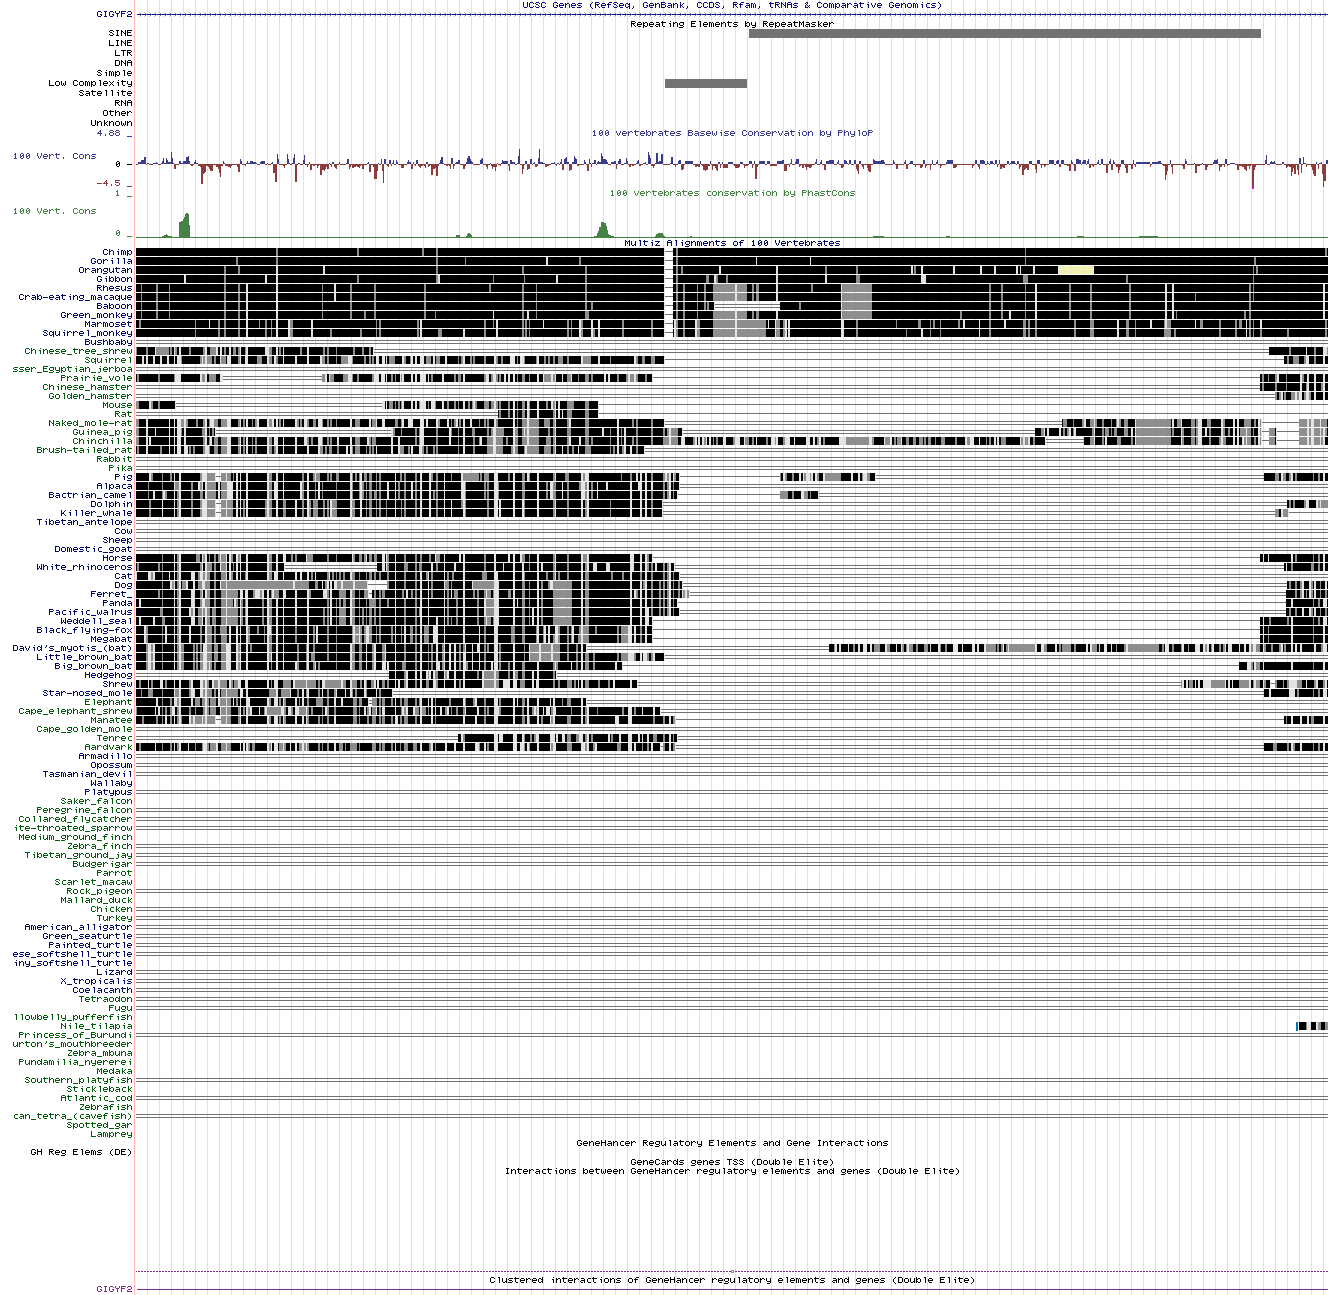 UCSC Genes (RefSeq, GenBank, CCDS, Rfam, tRNAs & Comparative Genomics)
GIGYF2
Repeating Elements by RepeatMasker
SINE
LINE
LTR
DNA
Simple
Low Complexity
Satellite
RNA
Other
Unknown
4.88 _
100 vertebrates Basewise Conservation by PhyloP
100 Vert. Cons
0 _
-4.5 _
1 _
100 vertebrates conservation by PhastCons
100 Vert. Cons
0 _
Multiz Alignments of 100 Vertebrates
Chimp
Gorilla
Orangutan
Gibbon
Rhesus
Crab-eating_macaque
Baboon
Green_monkey
Marmoset
Squirrel_monkey
Bushbaby
Chinese_tree_shrew
Squirrel
sser_Egyptian_jerboa
Prairie_vole
Chinese_hamster
Golden_hamster
Mouse
Rat
Naked_mole-rat
Guinea_pig
Chinchilla
Brush-tailed_rat
Rabbit
Pika
Pig
Alpaca
Bactrian_camel
Dolphin
Killer_whale
Tibetan_antelope
Cow
Sheep
Domestic_goat
Horse
White_rhinoceros
Cat
Dog
Ferret_
Panda
Pacific_walrus
Weddell_seal
Black_flying-fox
Megabat
David's_myotis_(bat)
Little_brown_bat
Big_brown_bat
Hedgehog
Shrew
Star-nosed_mole
Elephant
Cape_elephant_shrew
Manatee
Cape_golden_mole
Tenrec
Aardvark
Armadillo
Opossum
Tasmanian_devil
Wallaby
Platypus
Saker_falcon
Peregrine_falcon
Collared_flycatcher
ite-throated_sparrow
Medium_ground_finch
Zebra_finch
Tibetan_ground_jay
Budgerigar
Parrot
Scarlet_macaw
Rock_pigeon
Mallard_duck
Chicken
Turkey
American_alligator
Green_seaturtle
Painted_turtle
ese_softshell_turtle
iny_softshell_turtle
Lizard
X_tropicalis
Coelacanth
Tetraodon
Fugu
llowbelly_pufferfish
Nile_tilapia
Princess_of_Burundi
urton's_mouthbreeder
Zebra_mbuna
Pundamilia_nyererei
Medaka
Southern_platyfish
Stickleback
Atlantic_cod
Zebrafish
can_tetra_(cavefish)
Spotted_gar
Lamprey
GeneHancer Regulatory Elements and Gene Interactions
GH Reg Elems (DE)
GeneCards genes TSS (Double Elite)
Interactions between GeneHancer regulatory elements and genes (Double Elite)
Clustered interactions of GeneHancer regulatory elements and genes (Double Elite)
GIGYF2